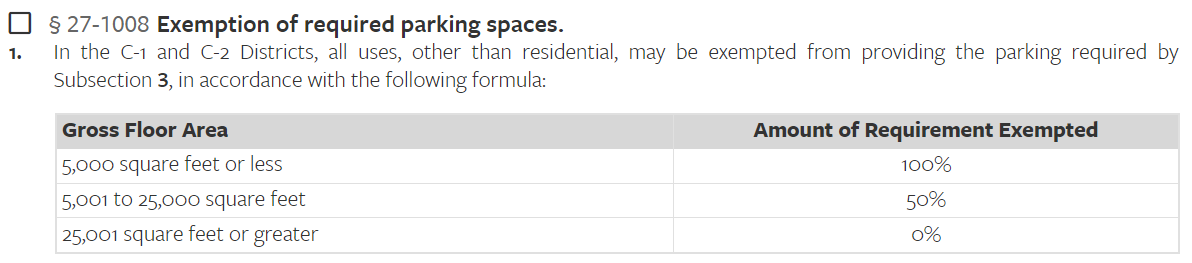 § 27-1008 Exemption of required parking spaces.
1. In the C-1 and C-2 Districts, all uses, other than residential, may be exempted from providing the parking required by
Subsection 3, in accordance with the following formula:
Gross Floor Area Amount of Requirement Exempted
5,000 square feet or less 100%
5,001 to 25,000 square feet 50%
25,001 square feet or greater 0%